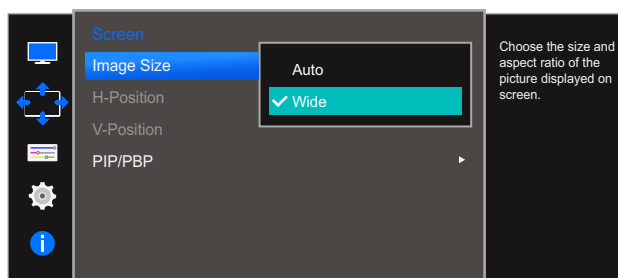 Screen
Image Size
Auto
Wide
H-Position
V-Position
PIP/PBP
Choose the size and
aspect ratio of the
picture displayed on
screen.